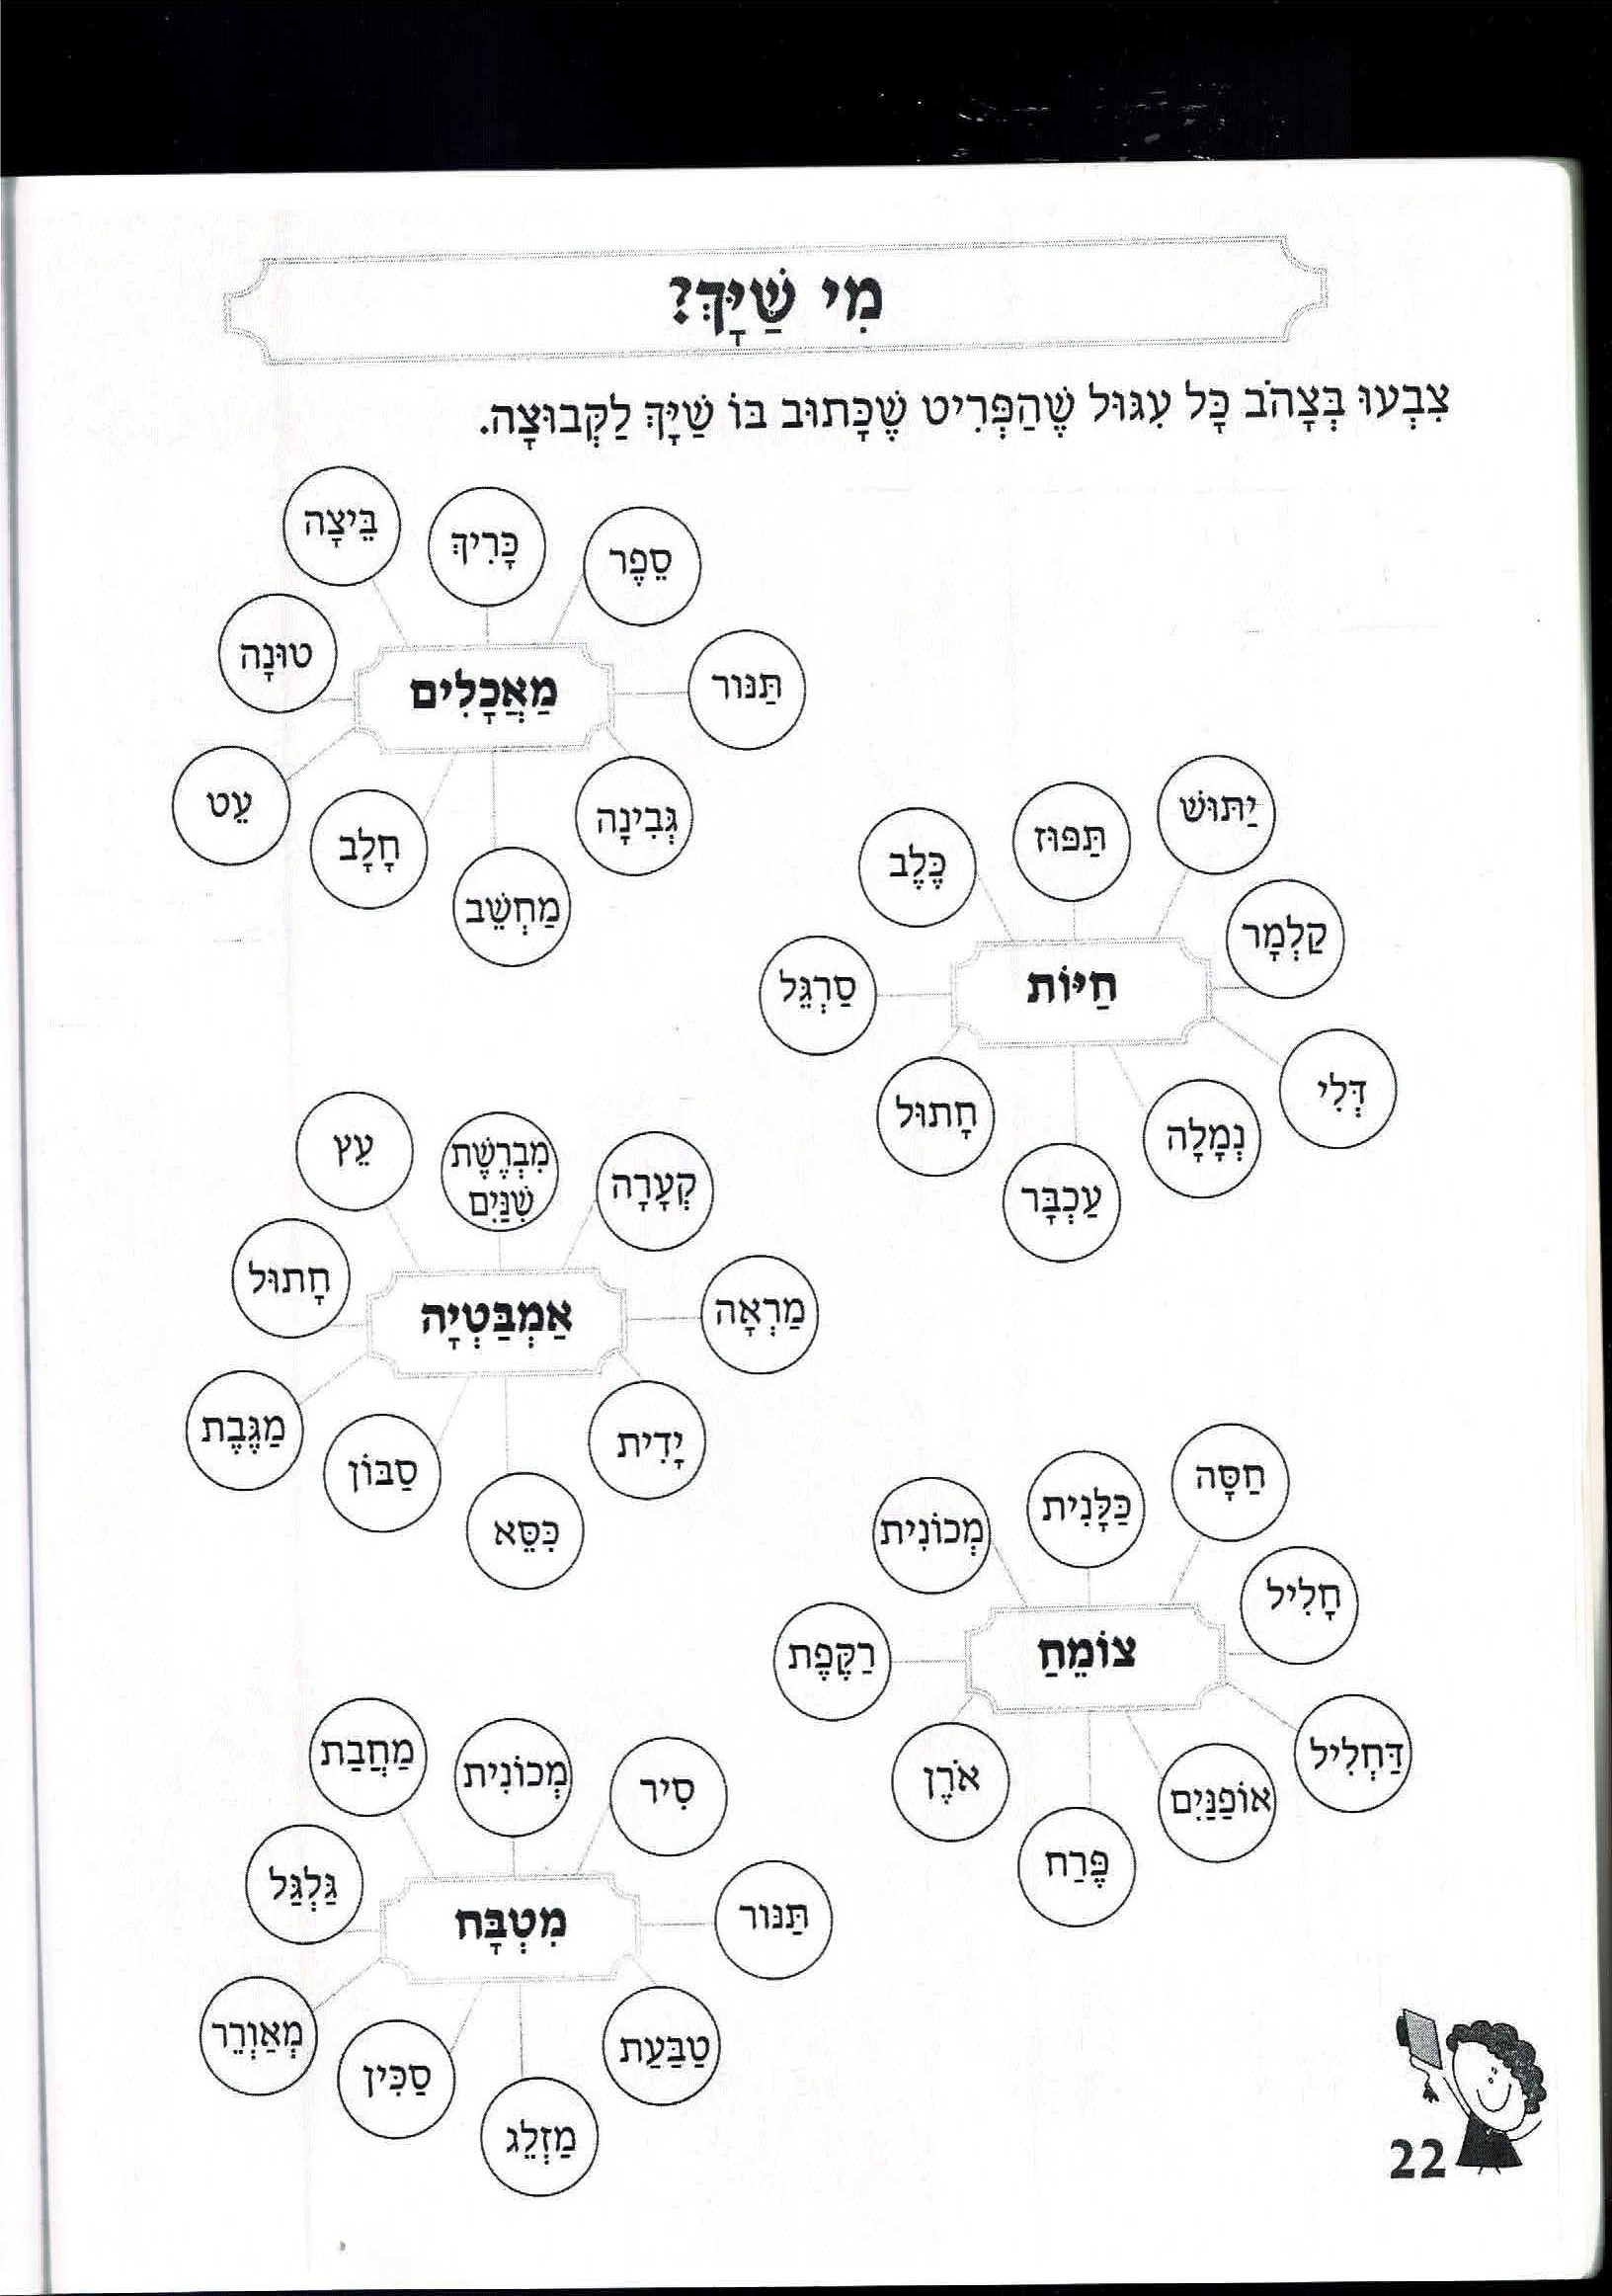 מִי שַׁיָּךְ?
צִבְעוּ בְּצָהֹב כָּל עִגּוּל שֶׁהַפְּרִיט שֶׁכָּתוּב בּוֹ שַׁיָּךְ לַקְּבוּצָה.
מַאֲכָלִים
סֵפֶר
כָּרִיךְ
בֵּיצָה
טוּנָה
עֵט
חָלָב
מַחְשֵׁב
גְּבִינָה
תַּנּוּר
חַיּוֹת
יַתּוּשׁ
תַּפּוּז
כֶּלֶב
סַרְגֵּל
חָתוּל
עַכְבָּר
נְמָלָה
דְּלִי
קַלְמָר
אַמְבַּטְיָה
קְעָרָה
מִבְרֶשֶׁת
שִׁנַּיִם
עֵץ
חָתוּל
מַגֶּבֶת
סַבּוֹן
כִּסֵּא
יָדִית
מַרְאָה
צוֹמֵחַ
חַסָּה
כַּלָּנִית
מְכוֹנִית
רַקֶּפֶת
אֹרֶן
פֶּרַח
אוֹפַנַּיִם
דַּחְלִיל
חָלִיל
מִטְבָּח
סִיר
מְכוֹנִית
מַחֲבַת
גַּלְגַּל
מְאַוְרֵר
סַכִּין
מַזְלֵג
טַבַּעַת
תַּנּוּר
22